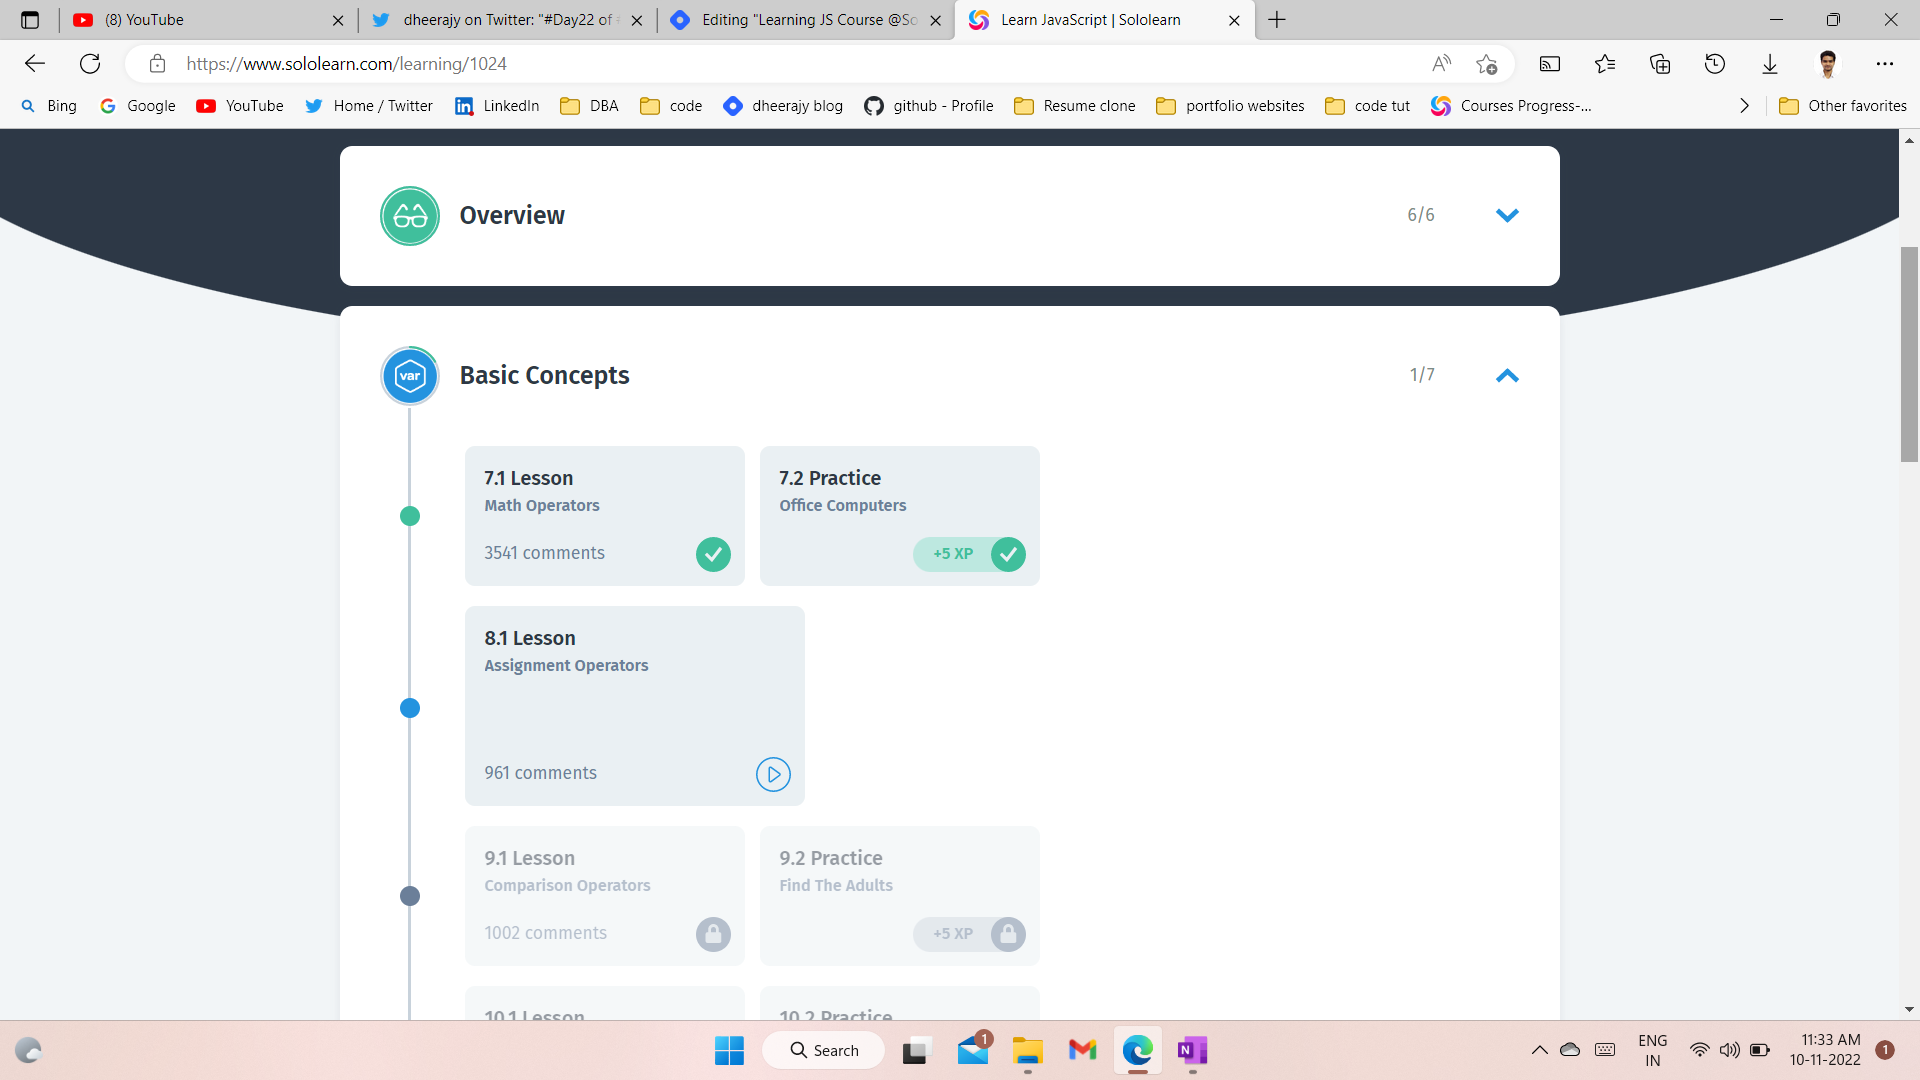 (8) YouTube
dheerajy on Twitter: "#Day22 of
Editing "Learning JS Course @So
Learn JavaScript | Sololearn
https://www.sololearn.com/learning/1024
Bing
Google
YouTube
Home / Twitter
LinkedIn
DBA
code
dheerajy blog
github - Profile
Resume clone
portfolio websites
code tut
Courses Progress-...
Other favorites
Overview
6/6
var
Basic Concepts
1/7
7.1 Lesson
Math Operators
3541 comments
7.2 Practice
Office Computers
+5 XP
8.1 Lesson
Assignment Operators
961 comments
9.1 Lesson
Comparison Operators
1002 comments
9.2 Practice
Find The Adults
+5 XP
10.1 Lesson
10.2 Practice
Search
1
ENG
IN
11:33 AM
10-11-2022
1